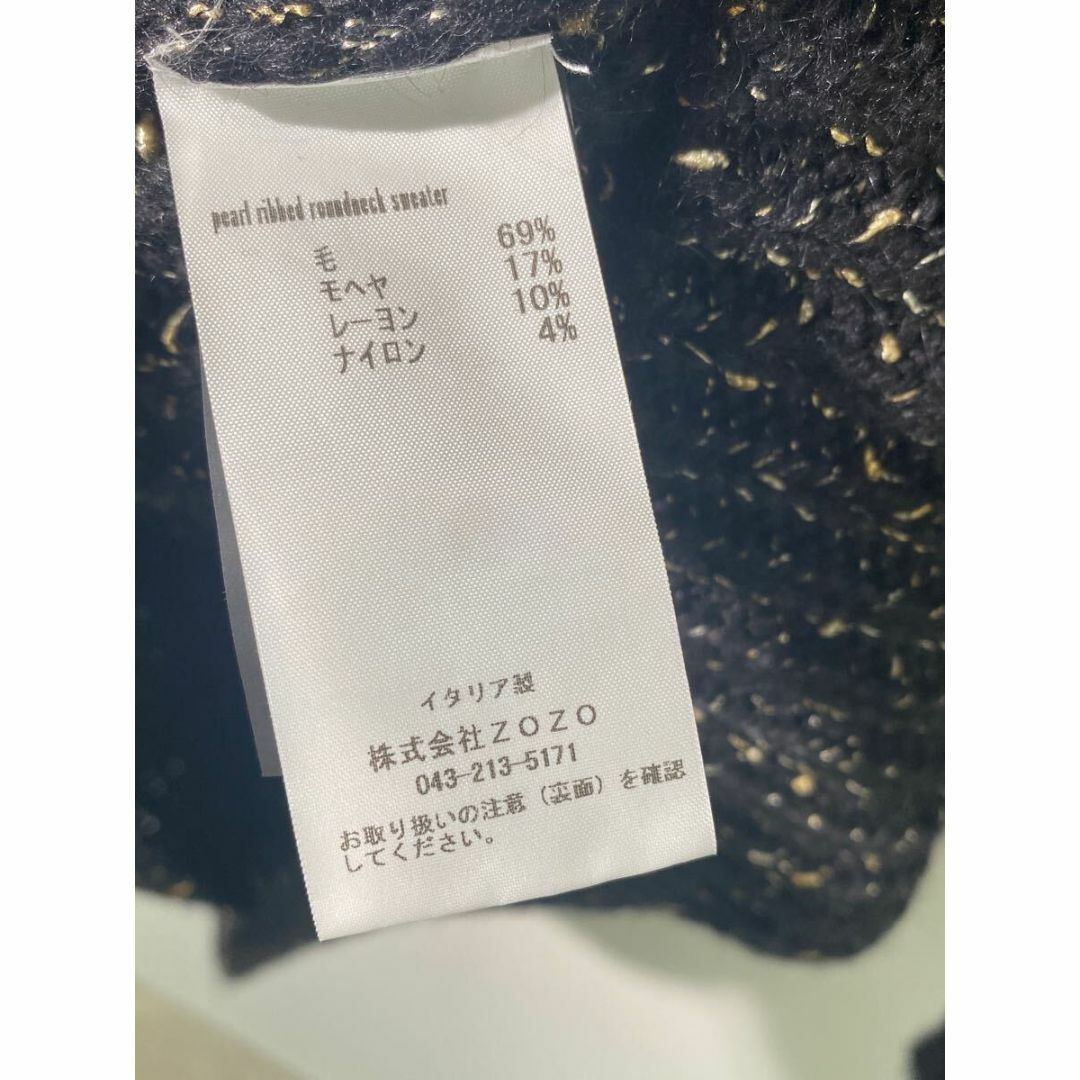 pearl ribbed roundneck sweater
毛 69%
モヘヤ 17%
レーヨン 10%
ナイロン 4%
イタリア製
株式会社ZOZO
043-213-5171
お取り扱いの注意(裏面)を確認
してください。